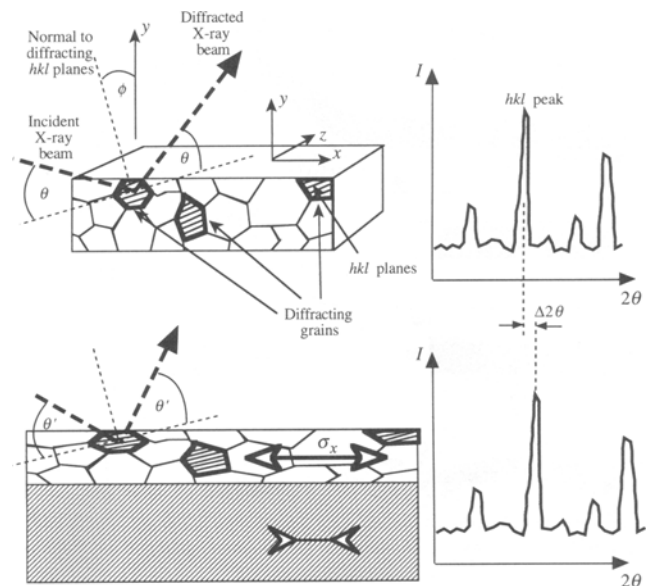 Normal to
diffracting
hkl planes
y
Diffracted
X-ray
beam
ϕ
Incident
X-ray
beam
θ
θ
y
z
x
hkl planes
Diffracting
grains
I
hkl peak
2θ
Δ2θ
θ'
θ'
σx
I
2θ